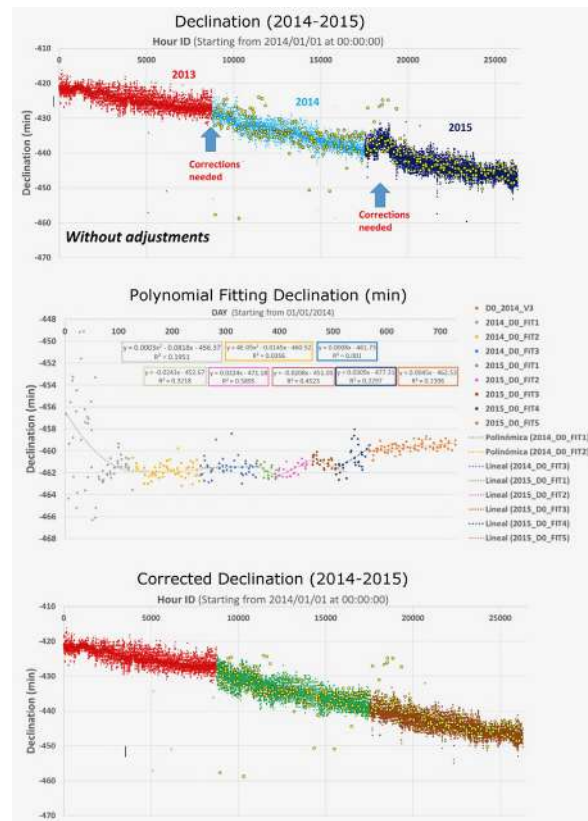 Declination (2014-2015)
Hour ID (Starting from 2014/01/01 at 00:00:00)
0 5000 10000 15000 20000 25000
-410
-420
-430
-440
-450
-460
-470
Declination (min)
2013
2014
2015
Corrections
needed
Corrections
needed
Without adjustments
Polynomial Fitting Declination (min)
DAY (Starting from 01/01/2014)
0 100 200 300 400 500 600 700
-448
-450
-452
-454
-456
-458
-460
-462
-464
-466
-468
Declination (min)
R² = 0.1951
R² = 0.3218
D0_2014_V3
2014_D0_FIT1
2014_D0_FIT2
2014_D0_FIT3
2015_D0_FIT1
2015_D0_FIT2
2015_D0_FIT3
2015_D0_FIT4
2015_D0_FIT5
Polinómica (2014_D0_FIT1)
Polinómica (2014_D0_FIT2)
Lineal (2014_D0_FIT3)
Lineal (2015_D0_FIT1)
Lineal (2015_D0_FIT2)
Lineal (2015_D0_FIT3)
Lineal (2015_D0_FIT4)
Lineal (2015_D0_FIT5)
Corrected Declination (2014-2015)
Hour ID (Starting from 2014/01/01 at 00:00:00)
0 5000 10000 15000 20000 25000
-410
-420
-430
-440
-450
-460
-470
Declination (min)